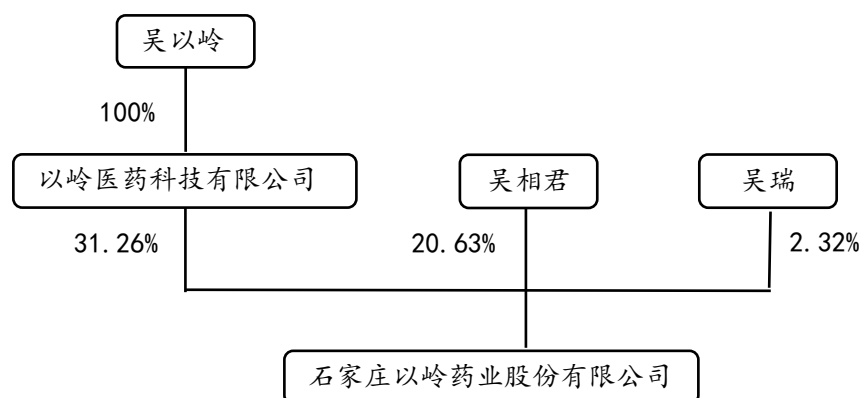 吴以岭
100%
以岭医药科技有限公司
吴相君
吴瑞
31.26%
20.63%
2.32%
石家庄以岭药业股份有限公司